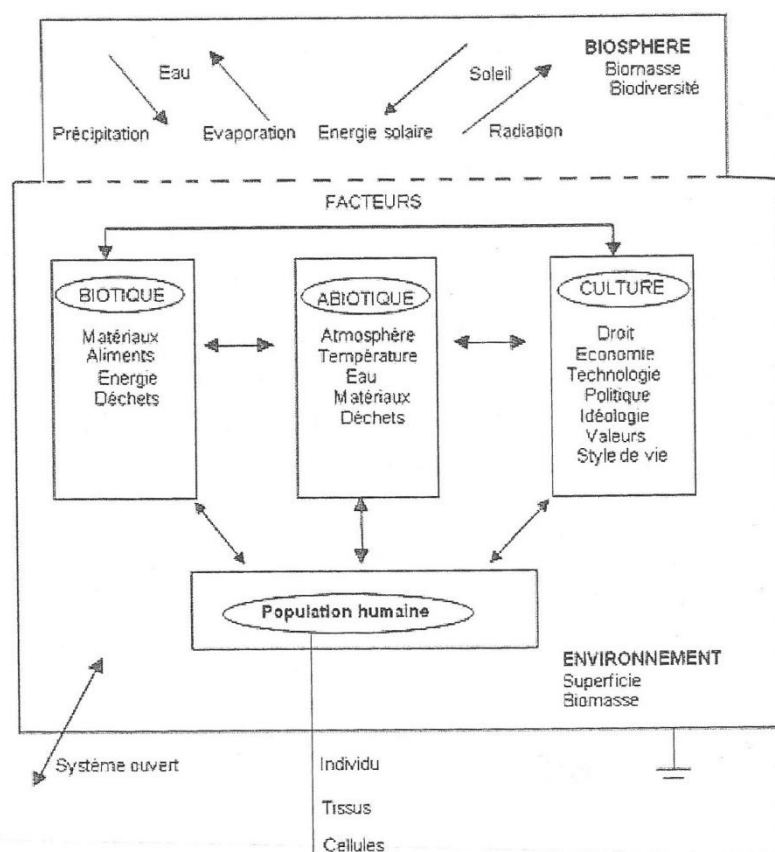 BIOSPHERE
Biomasse
Biodiversité
Eau
Soleil
Précipitation
Evaporation
Energie solaire
Radiation
FACTEURS
BIOTIQUE
Matériaux
Aliments
Energie
Déchets
ABIOTIQUE
Atmosphère
Température
Eau
Matériaux
Déchets
CULTURE
Droit
Economie
Technologie
Politique
Idéologie
Valeurs
Style de vie
Population humaine
ENVIRONNEMENT
Superficie
Biomasse
Système ouvert
Individu
Tissus
Cellules